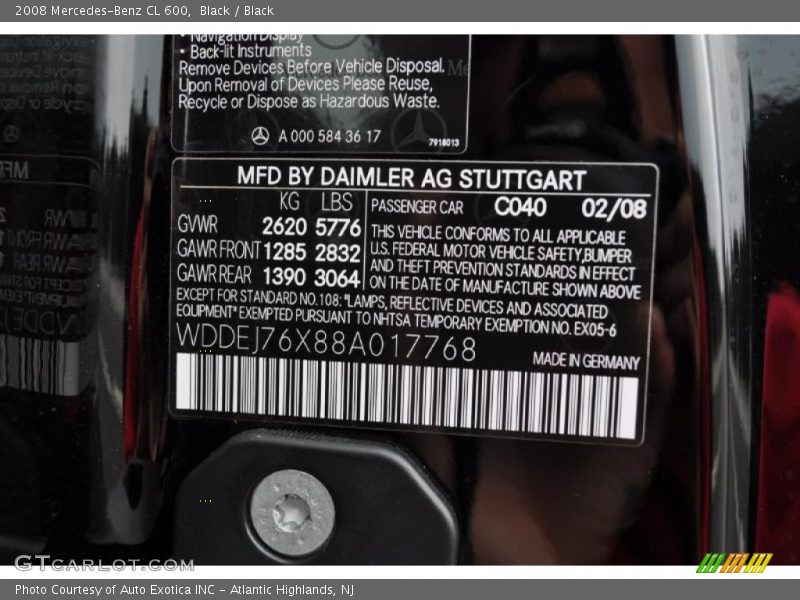 2008 Mercedes-Benz CL 600, Black / Black
• Navigation Display
• Back-lit Instruments
Remove Devices Before Vehicle Disposal.
Upon Removal of Devices Please Reuse,
Recycle or Dispose as Hazardous Waste.
A 000 584 36 17
7918013
MFD BY DAIMLER AG STUTTGART
KG LBS
GVWR 2620 5776
GAWR FRONT 1285 2832
GAWR REAR 1390 3064
PASSENGER CAR C040 02/08
THIS VEHICLE CONFORMS TO ALL APPLICABLE
U.S. FEDERAL MOTOR VEHICLE SAFETY,BUMPER
AND THEFT PREVENTION STANDARDS IN EFFECT
ON THE DATE OF MANUFACTURE SHOWN ABOVE
EXCEPT FOR STANDARD NO.108: "LAMPS, REFLECTIVE DEVICES AND ASSOCIATED
EQUIPMENT" EXEMPTED PURSUANT TO NHTSA TEMPORARY EXEMPTION NO. EX05-6
WDDEJ76X88A017768
MADE IN GERMANY
GTcarlot.com
Photo Courtesy of Auto Exotica INC - Atlantic Highlands, NJ